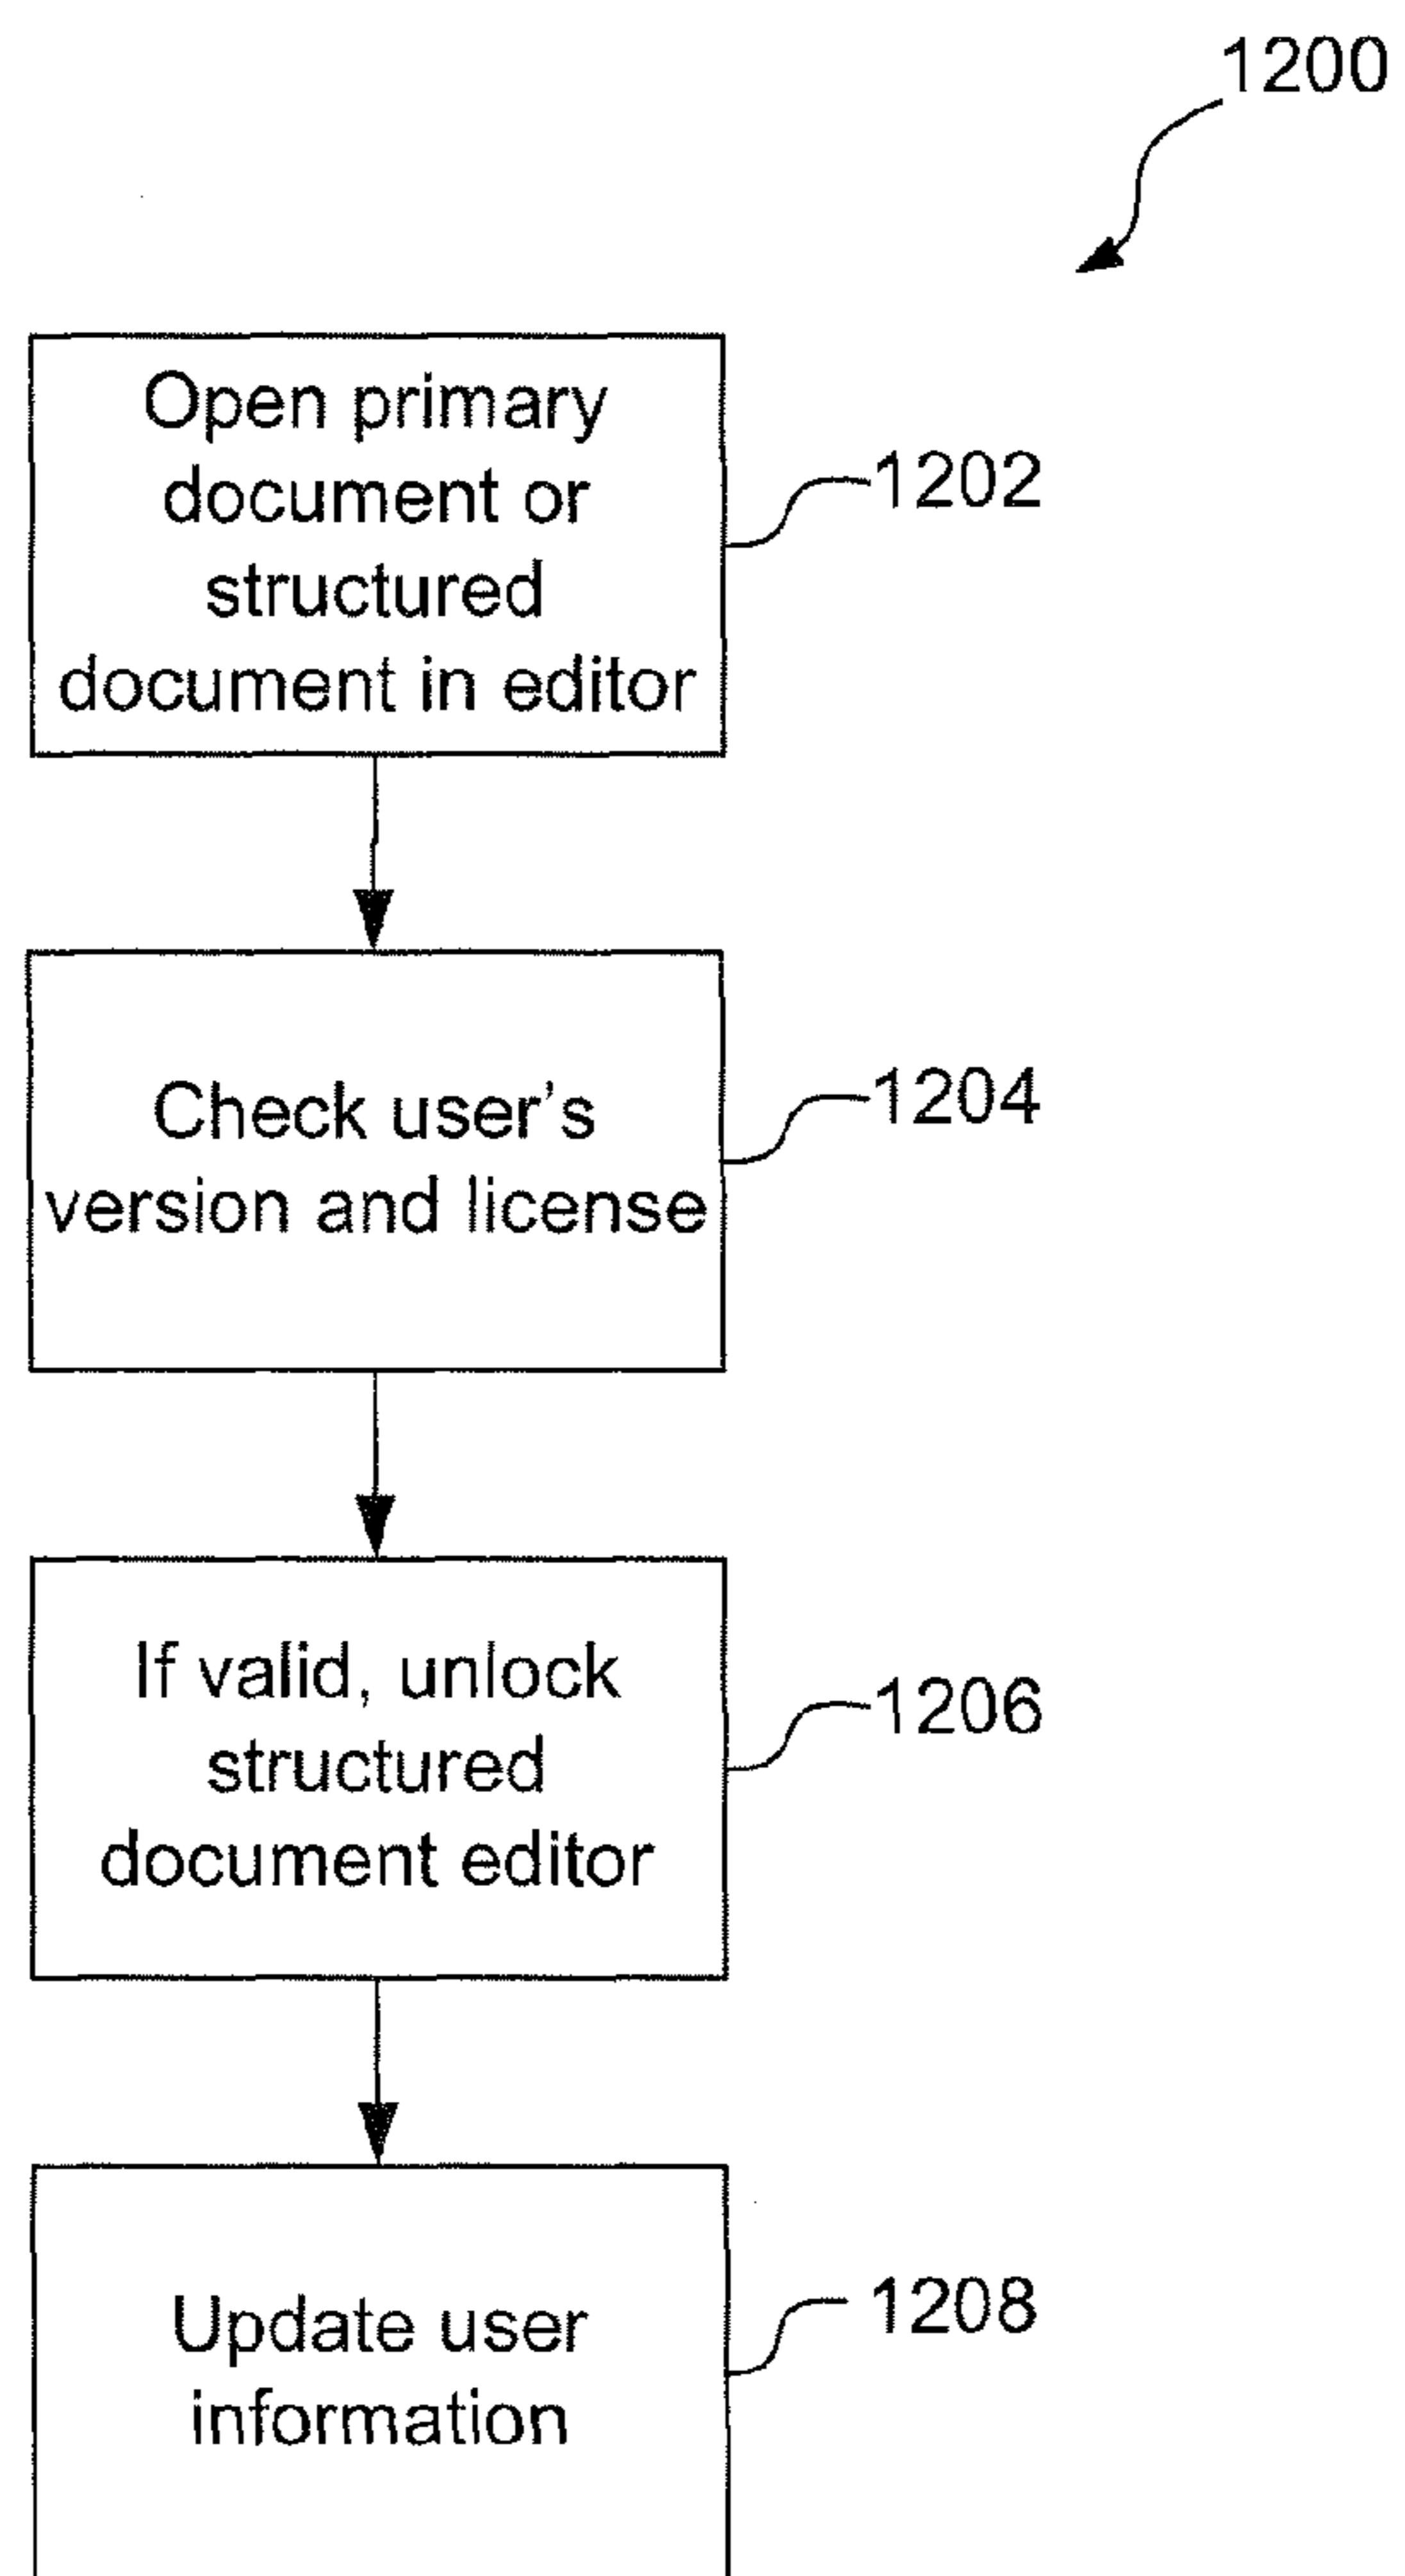 1200
Open primary
document or
structured
document in editor
1202
Check user's
version and license
1204
If valid, unlock
structured
document editor
1206
Update user
information
1208